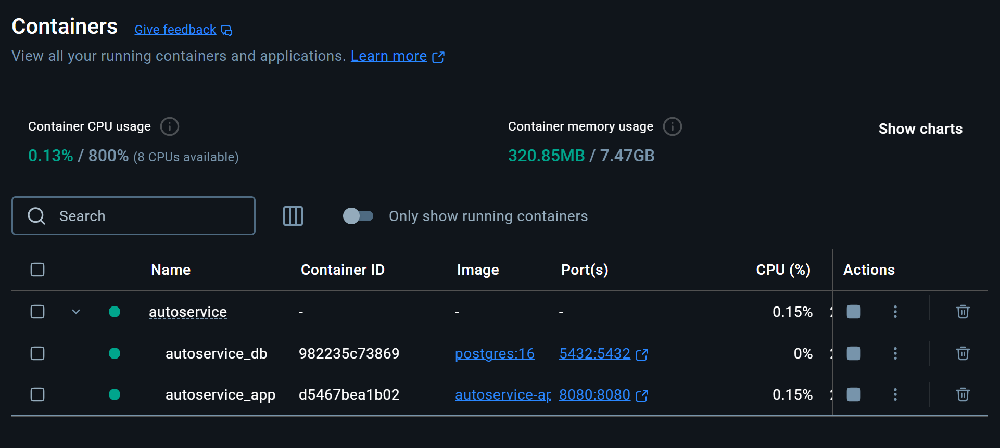 Containers Give feedback
View all your running containers and applications. Learn more
Container CPU usage
0.13% / 800% (8 CPUs available)
Container memory usage
320.85MB / 7.47GB
Show charts
Search
Only show running containers
Name Container ID Image Port(s) CPU (%) Actions
autoservice - - - 0.15%
autoservice_db 982235c73869 postgres:16 5432:5432 0%
autoservice_app d5467bea1b02 autoservice-ap 8080:8080 0.15%